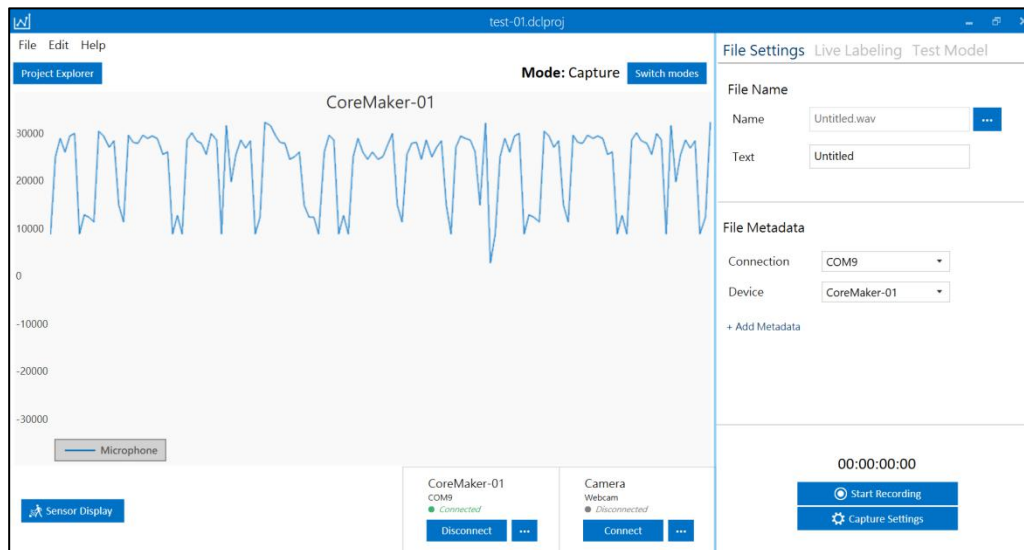 test-01.dclproj
File Edit Help
Project Explorer
Mode: Capture Switch modes
CoreMaker-01
30000
20000
10000
0
-10000
-20000
-30000
Microphone
Sensor Display
CoreMaker-01
COM9
Connected
Disconnect ...
Camera
Webcam
Disconnected
Connect ...
File Settings Live Labeling Test Model
File Name
Name Untitled.wav ...
Text Untitled
File Metadata
Connection COM9
Device CoreMaker-01
+ Add Metadata
00:00:00:00
Start Recording
Capture Settings